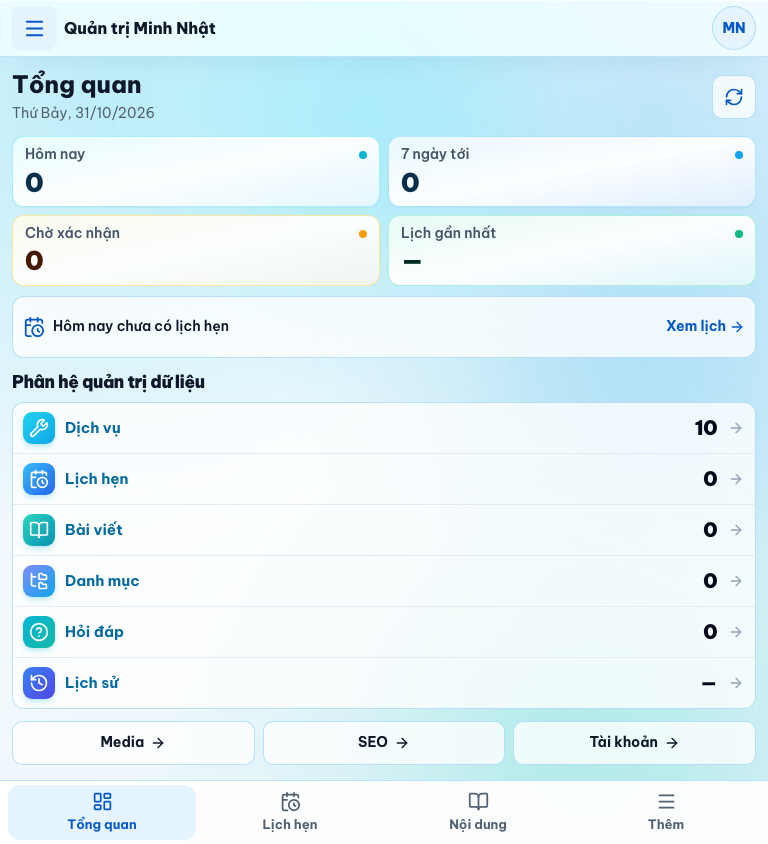 Quản trị Minh Nhật
MN
Tổng quan
Thứ Bảy, 31/10/2026
Hôm nay
0
7 ngày tới
0
Chờ xác nhận
0
Lịch gần nhất
—
Hôm nay chưa có lịch hẹn
Xem lịch →
Phân hệ quản trị dữ liệu
Dịch vụ 10 →
Lịch hẹn 0 →
Bài viết 0 →
Danh mục 0 →
Hỏi đáp 0 →
Lịch sử — →
Media →
SEO →
Tài khoản →
Tổng quan
Lịch hẹn
Nội dung
Thêm